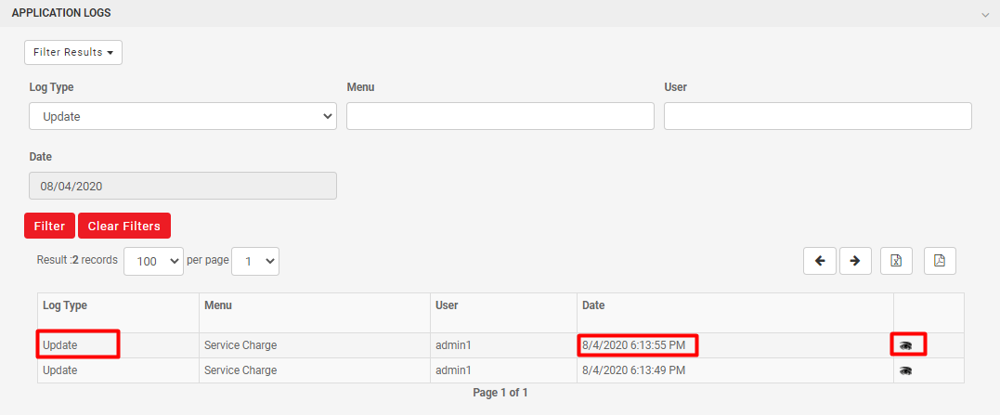 APPLICATION LOGS
Filter Results
Log Type Menu User
Update
Date
08/04/2020
Filter Clear Filters
Result :2 records 100 per page 1
Log Type Menu User Date
Update Service Charge admin1 8/4/2020 6:13:55 PM
Update Service Charge admin1 8/4/2020 6:13:49 PM
Page 1 of 1